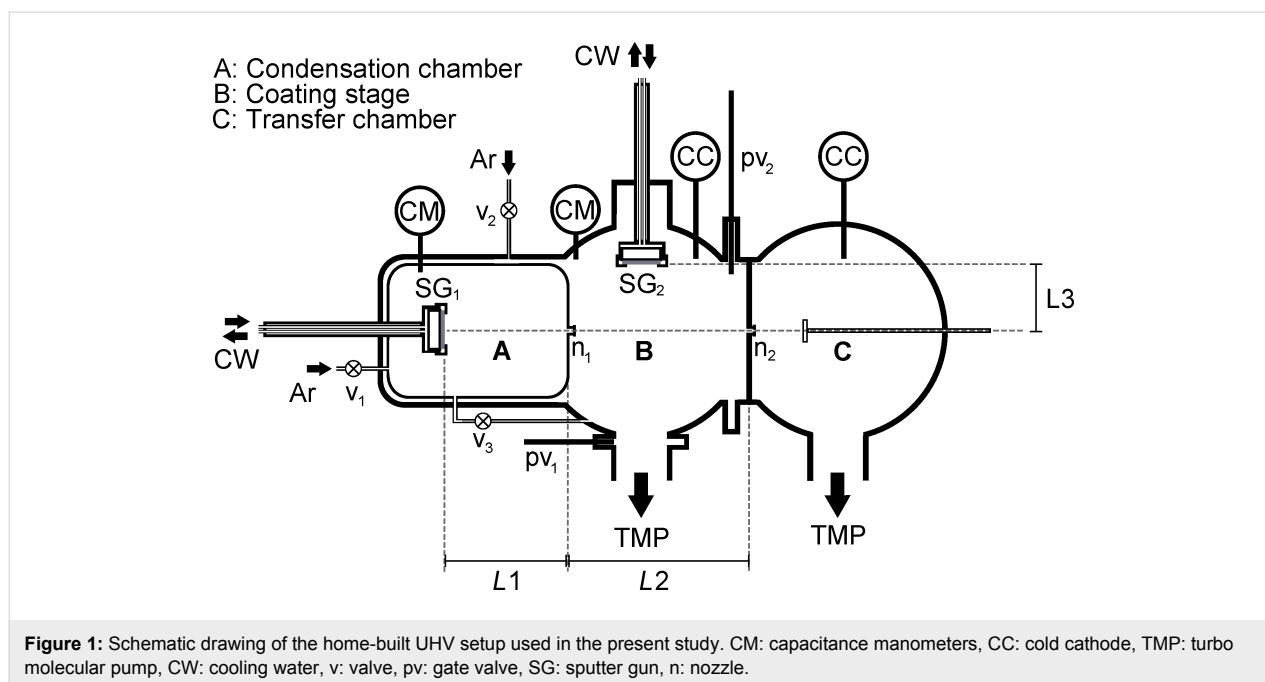 A: Condensation chamber
B: Coating stage
C: Transfer chamber
CW
Ar
v2
CM
CM
CC
pv2
CC
SG1
SG2
L3
CW
A
n1
B
n2
C
Ar
v1
v3
pv1
TMP
TMP
L1
L2
Figure 1: Schematic drawing of the home-built UHV setup used in the present study. CM: capacitance manometers, CC: cold cathode, TMP: turbo
molecular pump, CW: cooling water, v: valve, pv: gate valve, SG: sputter gun, n: nozzle.